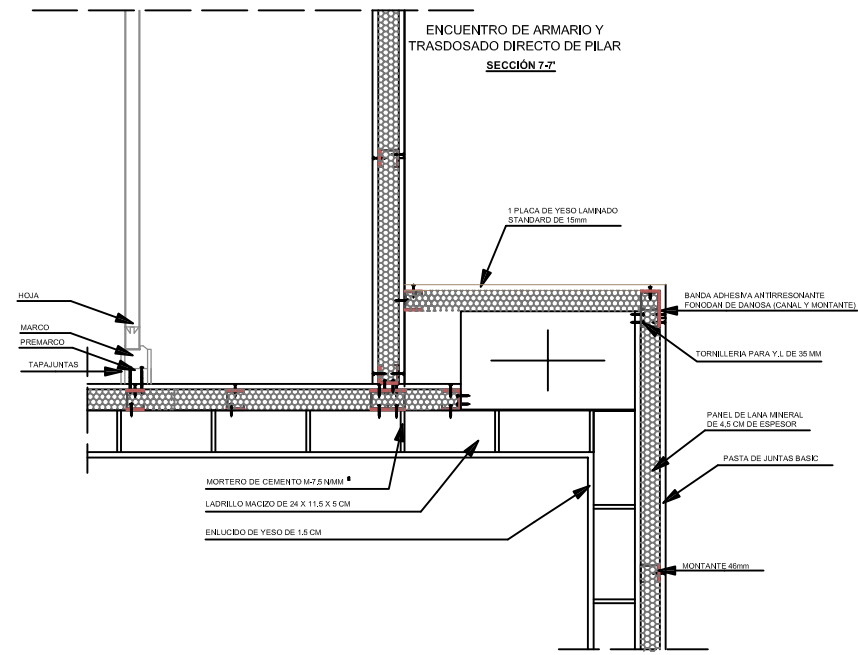 ENCUENTRO DE ARMARIO Y
TRASDOSADO DIRECTO DE PILAR
SECCIÓN 7-7'
1 PLACA DE YESO LAMINADO
STANDARD DE 15mm
HOJA
MARCO
PREMARCO
TAPAJUNTAS
BANDA ADHESIVA ANTIRRESONANTE
FONODAN DE DANOSA (CANAL Y MONTANTE)
TORNILLERIA PARA Y.L DE 35 MM
PANEL DE LANA MINERAL
DE 4,5 CM DE ESPESOR
PASTA DE JUNTAS BASIC
MORTERO DE CEMENTO M-7,5 N/MM
LADRILLO MACIZO DE 24 X 11,5 X 5 CM
ENLUCIDO DE YESO DE 1.5 CM
MONTANTE 46mm